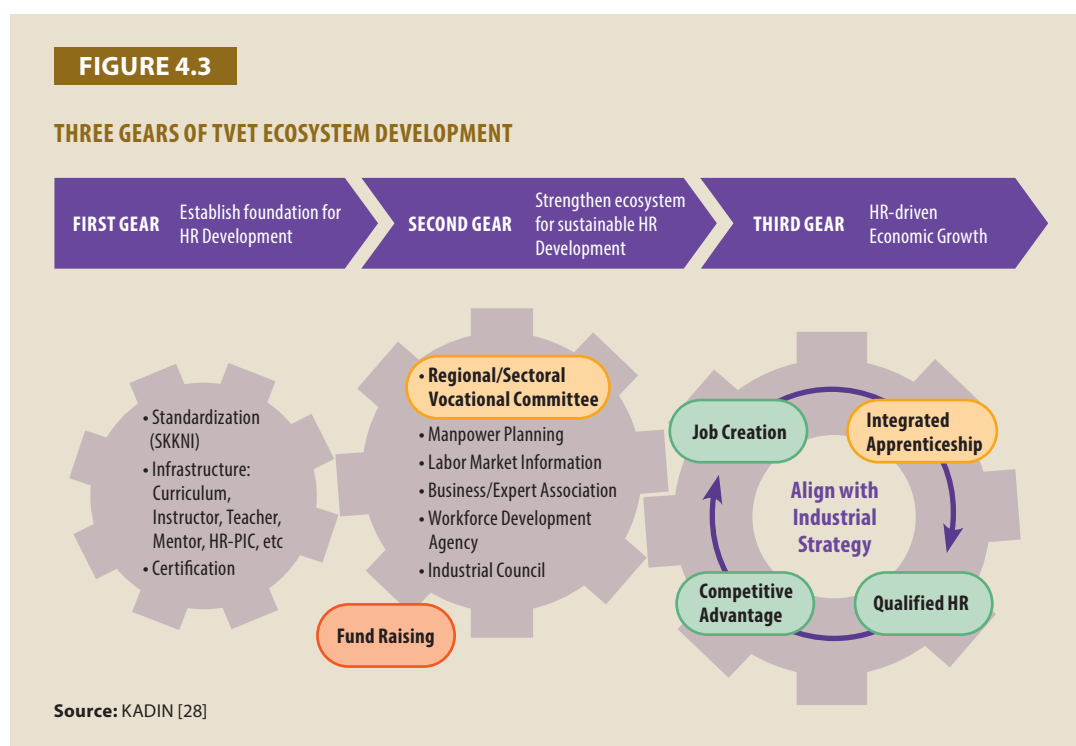 FIGURE 4.3
THREE GEARS OF TVET ECOSYSTEM DEVELOPMENT
FIRST GEAR
Establish foundation for
HR Development
SECOND GEAR
Strengthen ecosystem
for sustainable HR
Development
THIRD GEAR
HR-driven
Economic Growth
• Standardization
(SKKNI)
• Infrastructure:
Curriculum,
Instructor, Teacher,
Mentor, HR-PIC, etc
• Certification
• Regional/Sectoral
Vocational Committee
• Manpower Planning
• Labor Market Information
• Business/Expert Association
• Workforce Development
Agency
• Industrial Council
Fund Raising
Job Creation
Integrated
Apprenticeship
Align with
Industrial
Strategy
Competitive
Advantage
Qualified HR
Source: KADIN [28]